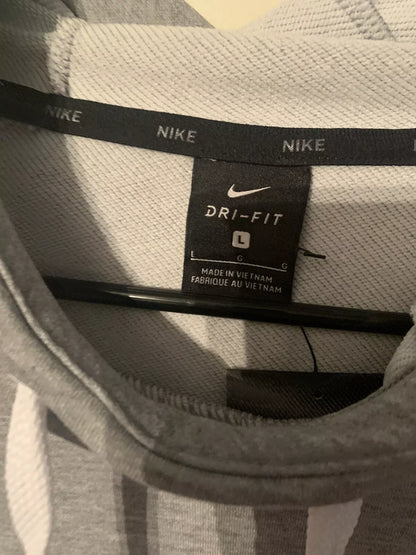 NIKE NIKE NIKE
DRI-FIT
L
L G G
MADE IN VIETNAM
FABRIQUE AU VIETNAM